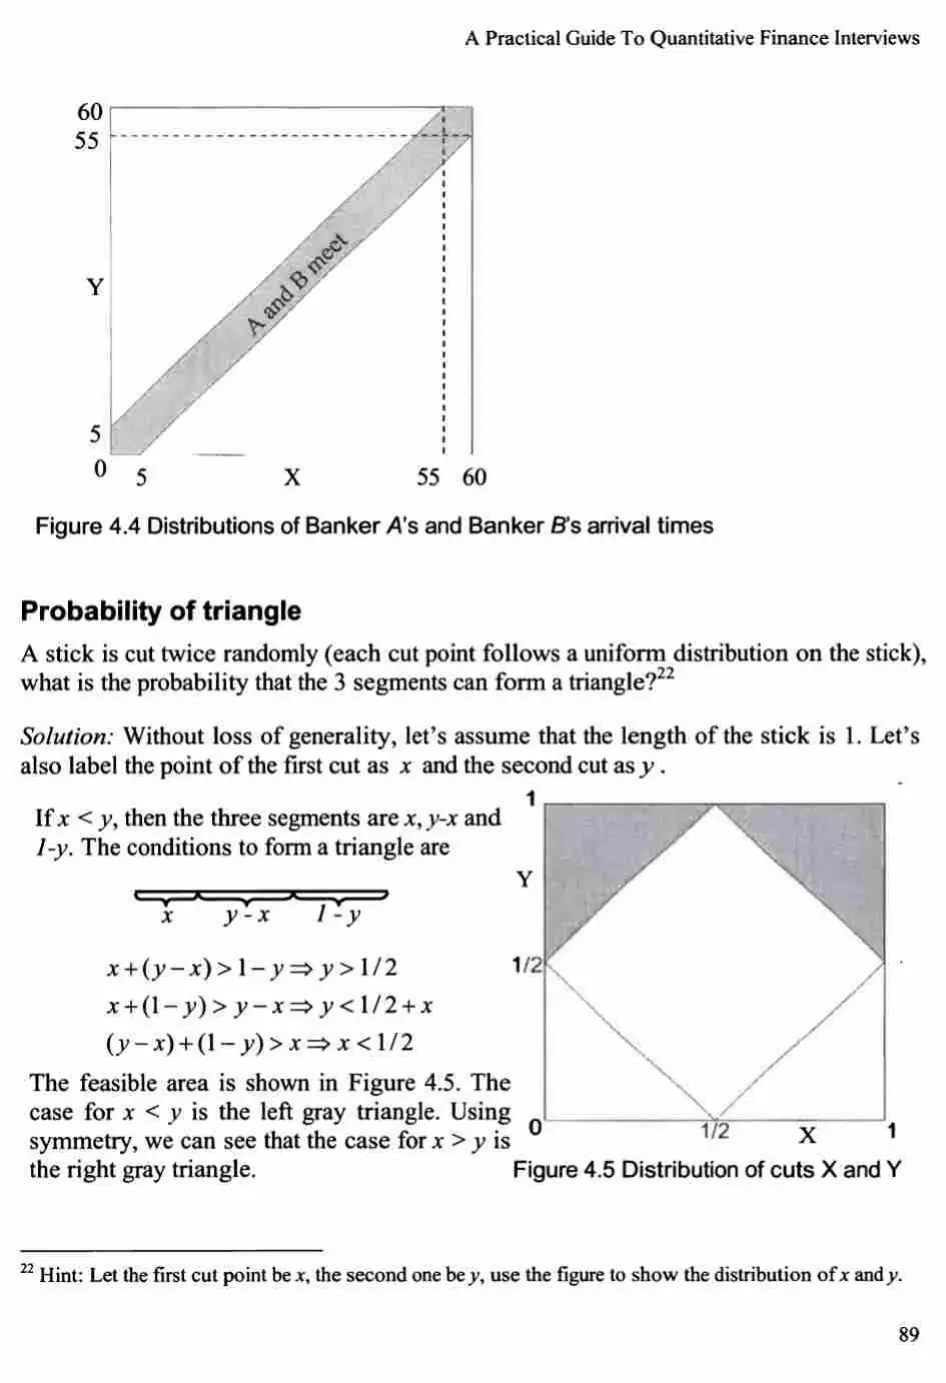 A Practical Guide To Quantitative Finance Interviews
60
55
A and B meet
Y
5
0 5 X 55 60
Figure 4.4 Distributions of Banker A's and Banker B's arrival times
Probability of triangle
A stick is cut twice randomly (each cut point follows a uniform distribution on the stick),
what is the probability that the 3 segments can form a triangle?²²
Solution: Without loss of generality, let's assume that the length of the stick is 1. Let's
also label the point of the first cut as x and the second cut as y.
If x < y, then the three segments are x, y-x and
1-y. The conditions to form a triangle are
x y-x 1-y
x+(y-x)>1-y⇒y>1/2
x+(1-y)>y-x⇒y<1/2+x
(y-x)+(1-y)>x⇒x<1/2
The feasible area is shown in Figure 4.5. The
case for x < y is the left gray triangle. Using
symmetry, we can see that the case for x > y is
the right gray triangle.
1
Y
1/2
0 1/2 X 1
Figure 4.5 Distribution of cuts X and Y
²² Hint: Let the first cut point be x, the second one be y, use the figure to show the distribution of x and y.
89